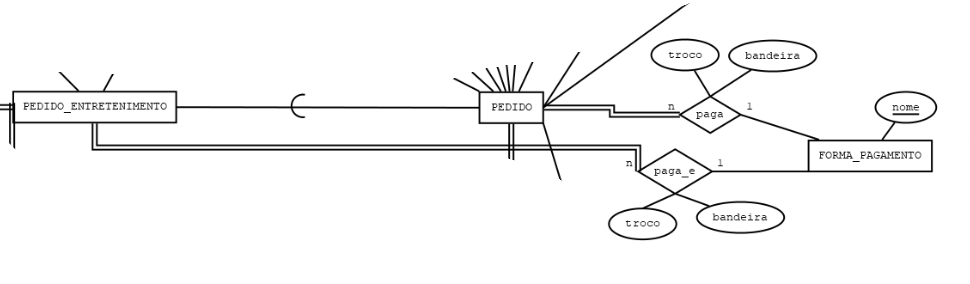 troco
bandeira
PEDIDO_ENTRETENIMENTO
PEDIDO
n
paga
1
nome
FORMA_PAGAMENTO
n
paga_e
1
troco
bandeira